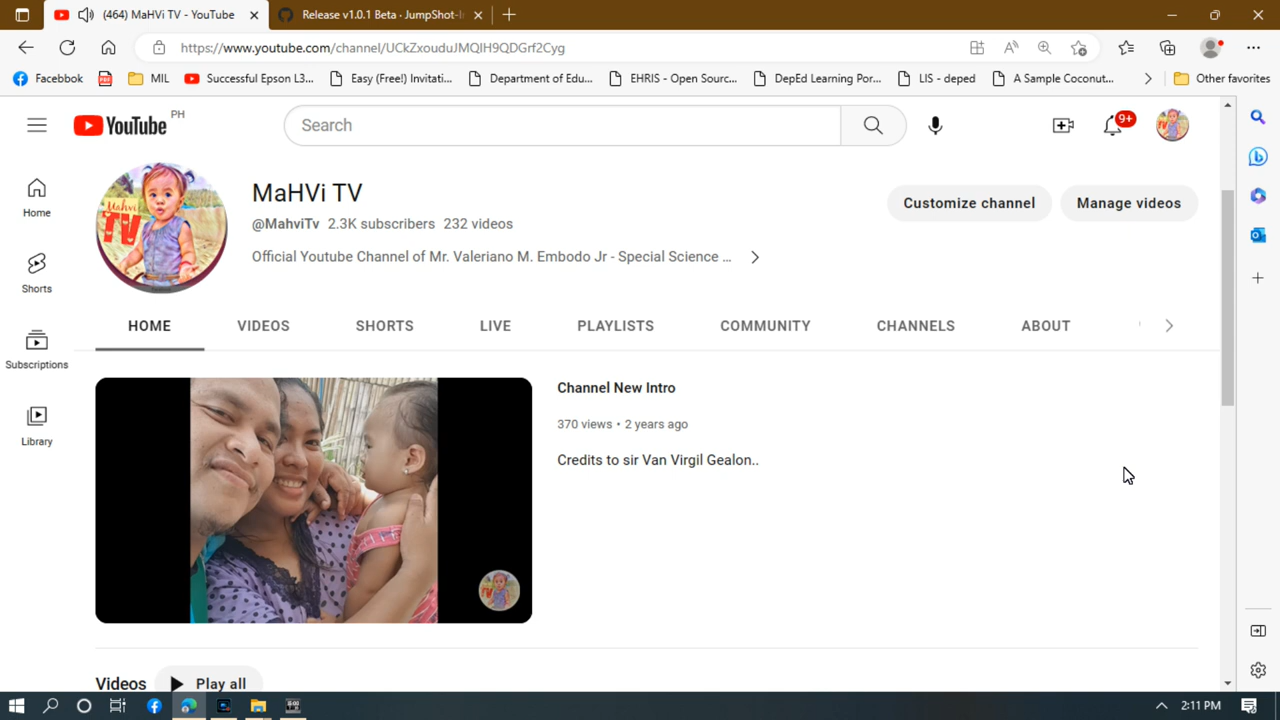 (464) MaHVi TV - YouTube
Release v1.0.1 Beta · JumpShot-In
https://www.youtube.com/channel/UCkZxouduJMQIH9QDGrf2Cyg
Facebbok
MIL
Successful Epson L3...
Easy (Free!) Invitati...
Department of Edu...
EHRIS - Open Sourc...
DepEd Learning Por...
LIS - deped
A Sample Coconut...
Other favorites
YouTube PH
Search
9+
Home
Shorts
Subscriptions
Library
Mahvi
TV
MaHVi TV
@MahviTv 2.3K subscribers 232 videos
Official Youtube Channel of Mr. Valeriano M. Embodo Jr - Special Science ...
Customize channel
Manage videos
HOME
VIDEOS
SHORTS
LIVE
PLAYLISTS
COMMUNITY
CHANNELS
ABOUT
Channel New Intro
370 views • 2 years ago
Credits to sir Van Virgil Gealon..
Videos
Play all
2:11 PM